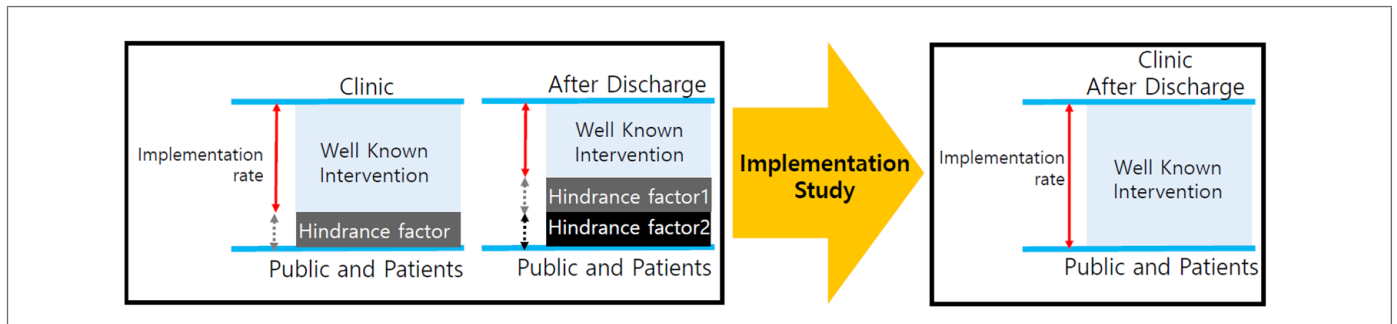 Clinic
Implementation
rate
Well Known
Intervention
Hindrance factor
Public and Patients
After Discharge
Well Known
Intervention
Hindrance factor1
Hindrance factor2
Public and Patients
Implementation
Study
Clinic
After Discharge
Implementation
rate
Well Known
Intervention
Public and Patients